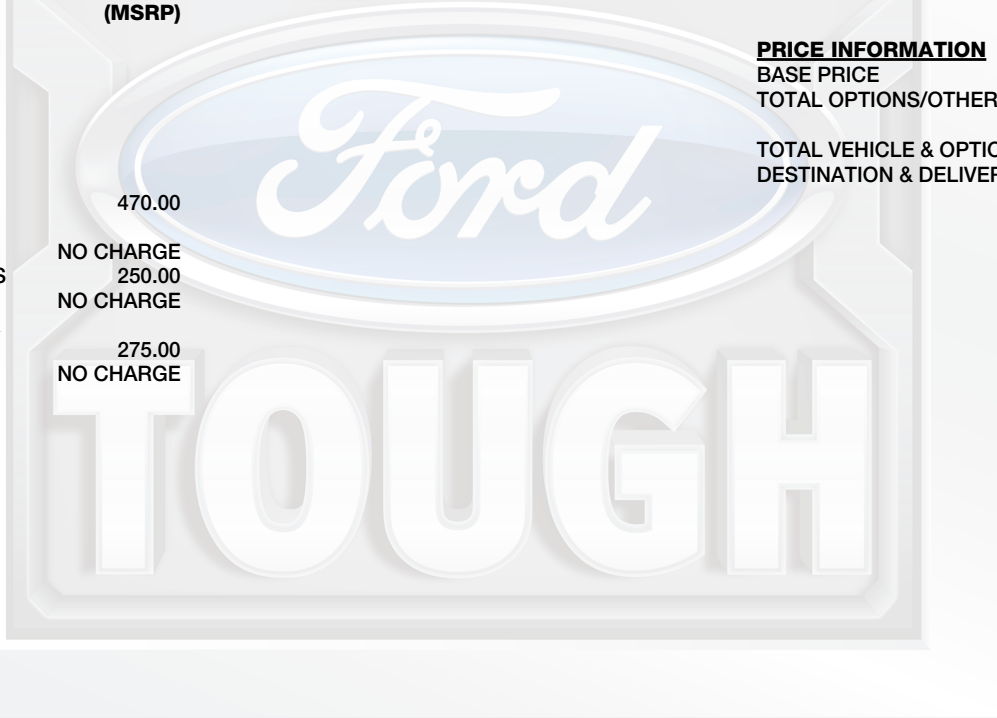 (MSRP)
470.00
NO CHARGE
S 250.00
NO CHARGE
275.00
NO CHARGE
PRICE INFORMATION
BASE PRICE
TOTAL OPTIONS/OTHER
TOTAL VEHICLE & OPTIO
DESTINATION & DELIVER
Ford
TOUGH